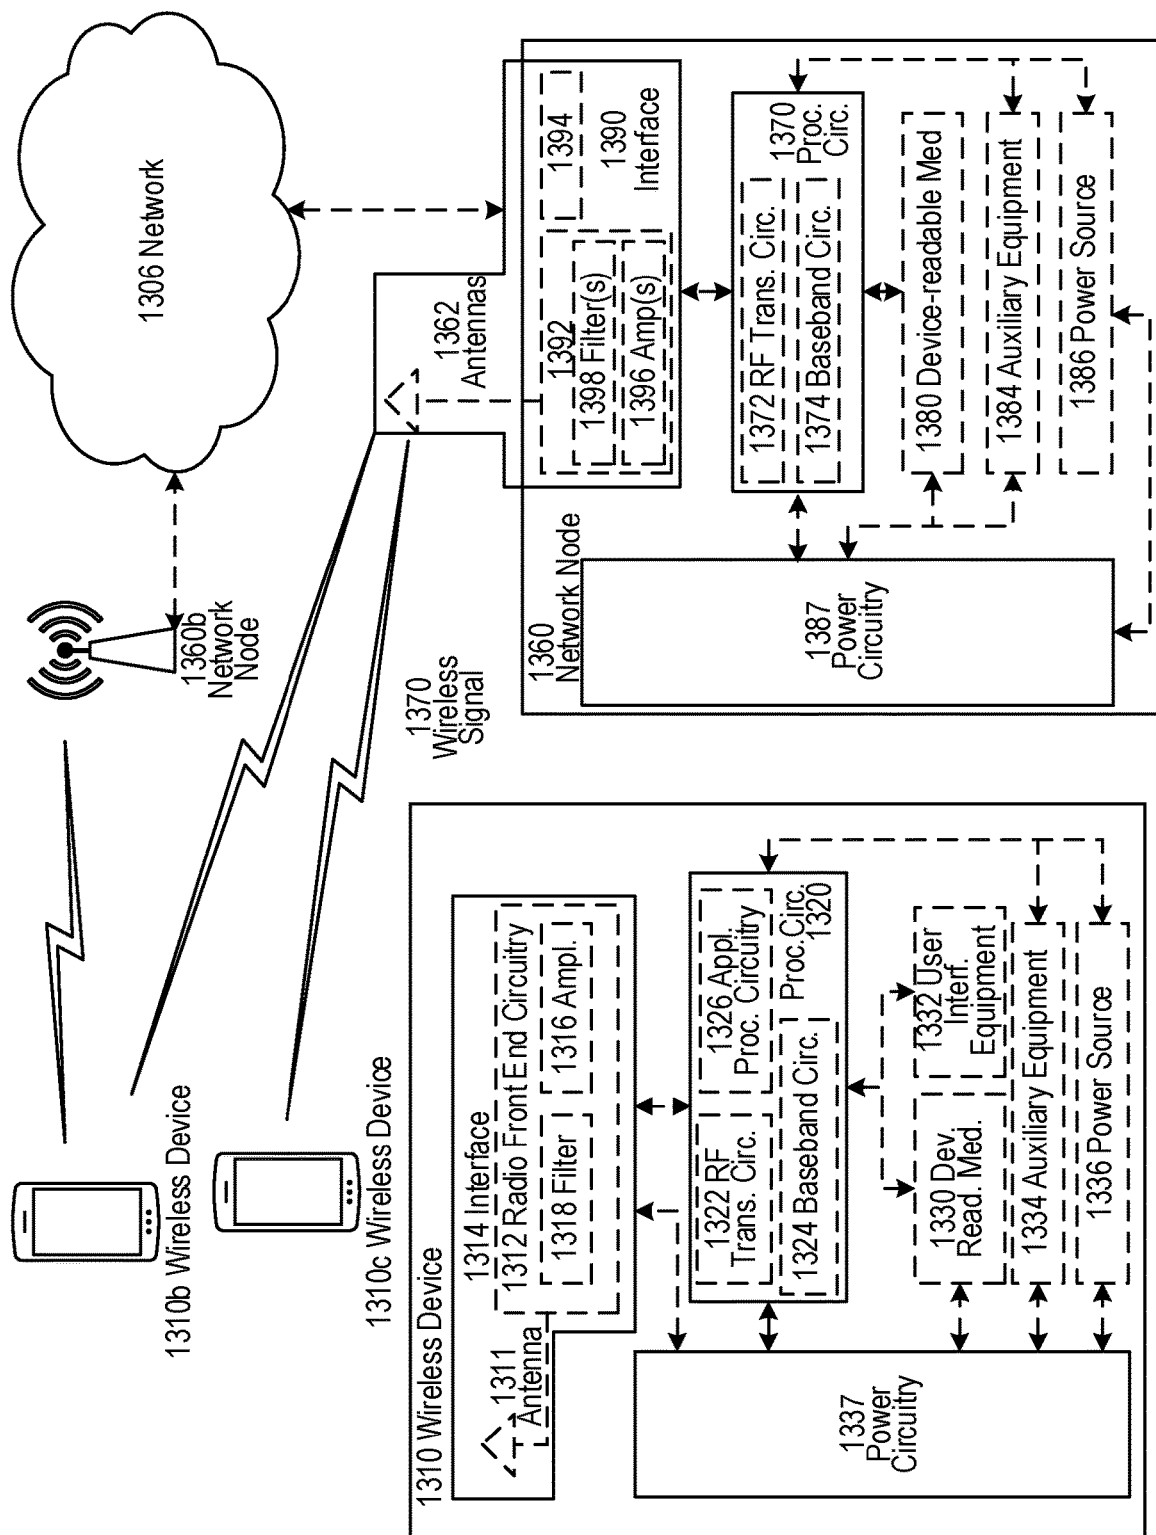 1306 Network
1360b
Network
Node
1310b Wireless Device
1310c Wireless Device
1370
Wireless
Signal
1310 Wireless Device
1311
Antenna
1314 Interface
1312 Radio Front End Circuitry
1318 Filter
1316 Ampl.
1322 RF
Trans. Circ.
1326 Appl.
Proc. Circuitry
1324 Baseband Circ.
Proc.Circ.
1320
1330 Dev.
Read. Med.
1332 User
Interf.
Equipment
1334 Auxiliary Equipment
1336 Power Source
1337
Power
Circuitry
1360
Network Node
1362
Antennas
1392
1398 Filter(s)
1396 Amp(s)
1394
1390
Interface
1372 RF Trans. Circ.
1374 Baseband Circ.
1370
Proc.
Circ.
1380 Device-readable Med
1384 Auxiliary Equipment
1386 Power Source
1387
Power
Circuitry